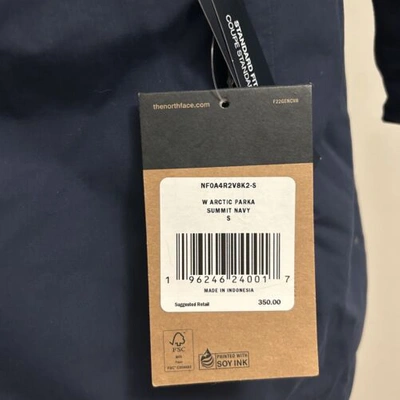 STANDARD FIT
COUPE STANDA
thenorthface.com
NF0A4R2V8K2-S
W ARCTIC PARKA
SUMMIT NAVY
S
1 96246 24001 7
MADE IN INDONESIA
Suggested Retail
350.00
FSC
PRINTED WITH
SOY INK